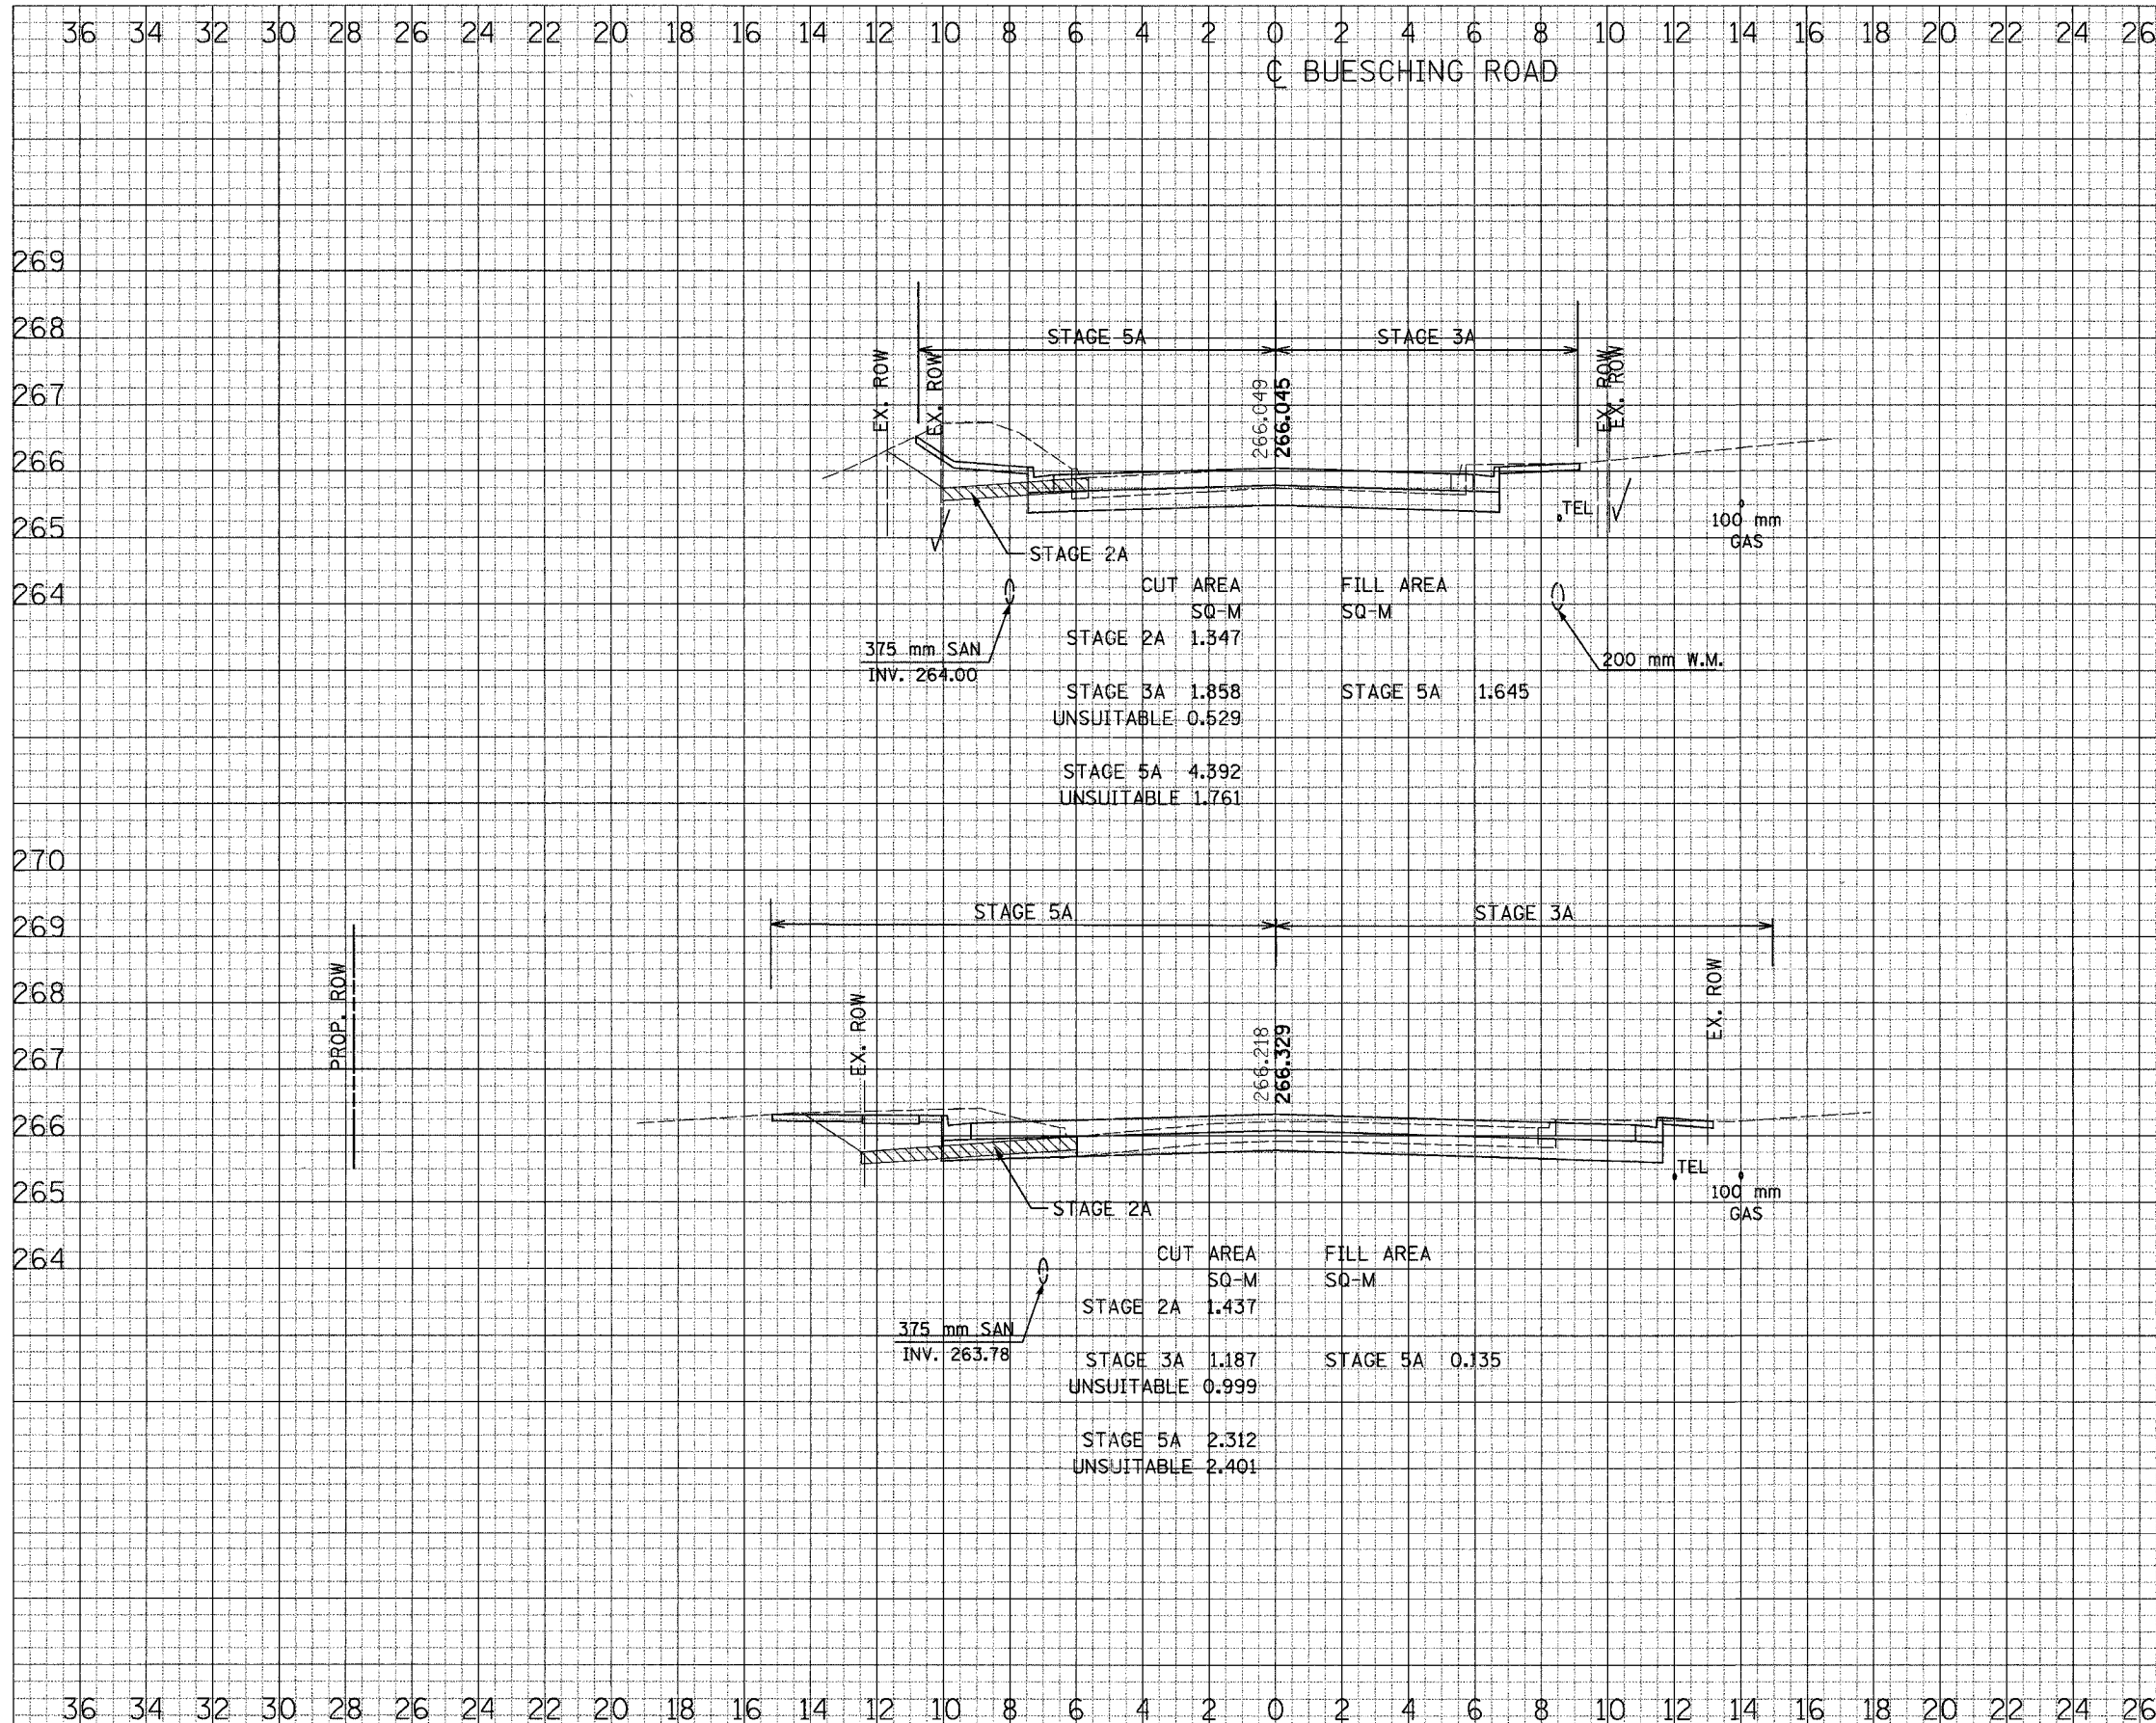 36 34 32 30 28 26 24 22 20 18 16 14 12 10 8 6 4 2 0 2 4 6 8 10 12 14 16 18 20 22 24 26
℄ BUESCHING ROAD
269
268
267
266
265
264
STAGE 5A
STAGE 3A
EX. ROW
EX. ROW
266.049
266.045
EX. ROW
EX. ROW
TEL
100 mm
GAS
STAGE 2A
CUT AREA FILL AREA
SQ-M SQ-M
STAGE 2A 1.347
375 mm SAN
INV. 264.00
200 mm W.M.
STAGE 3A 1.858 STAGE 5A 1.645
UNSUITABLE 0.529
STAGE 5A 4.392
UNSUITABLE 1.761
270
269
268
267
266
265
264
STAGE 5A
STAGE 3A
PROP. ROW
EX. ROW
266.218
266.329
EX. ROW
TEL
100 mm
GAS
STAGE 2A
CUT AREA FILL AREA
SQ-M SQ-M
STAGE 2A 1.437
375 mm SAN
INV. 263.78
STAGE 3A 1.187 STAGE 5A 0.135
UNSUITABLE 0.999
STAGE 5A 2.312
UNSUITABLE 2.401
36 34 32 30 28 26 24 22 20 18 16 14 12 10 8 6 4 2 0 2 4 6 8 10 12 14 16 18 20 22 24 26